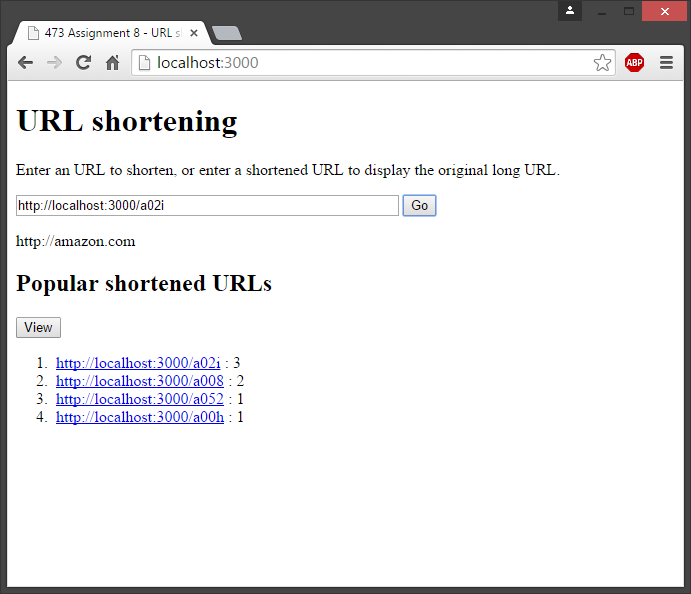 473 Assignment 8 - URL s
localhost:3000
ABP
URL shortening
Enter an URL to shorten, or enter a shortened URL to display the original long URL.
http://localhost:3000/a02i
Go
http://amazon.com
Popular shortened URLs
View
1. http://localhost:3000/a02i : 3
2. http://localhost:3000/a008 : 2
3. http://localhost:3000/a052 : 1
4. http://localhost:3000/a00h : 1